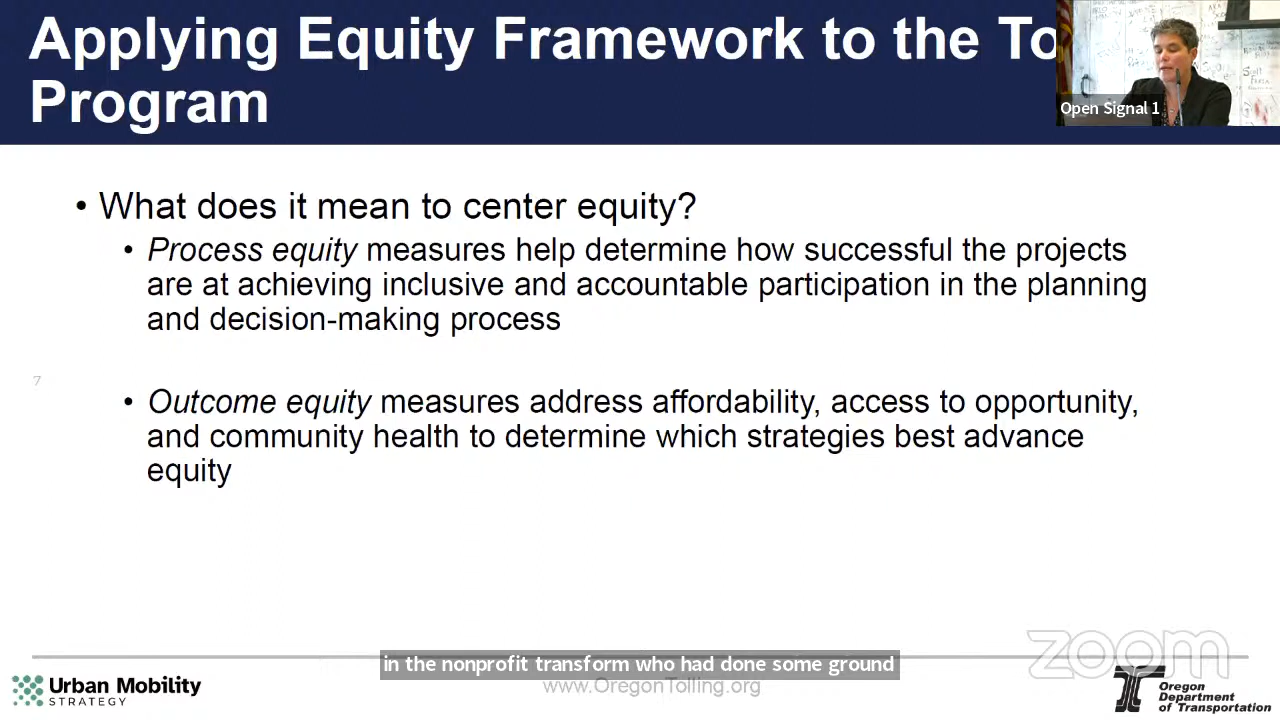 Applying Equity Framework to the To
Program
Open Signal 1
• What does it mean to center equity?
• Process equity measures help determine how successful the projects
are at achieving inclusive and accountable participation in the planning
and decision-making process
7
• Outcome equity measures address affordability, access to opportunity,
and community health to determine which strategies best advance
equity
zoom
in the nonprofit transform who had done some ground
www.OregonTolling.org
Urban Mobility
STRATEGY
Oregon
Department
of Transportation